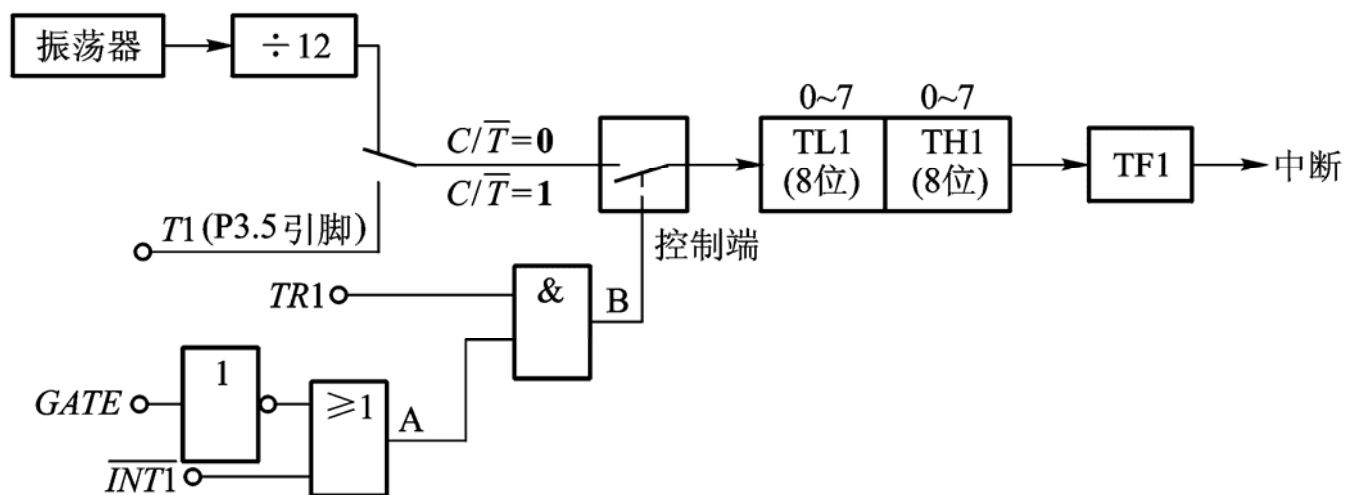 振荡器
÷12
C/T̅=0
C/T̅=1
T1(P3.5引脚)
控制端
0~7
0~7
TL1
(8位)
TH1
(8位)
TF1
中断
TR1
&
B
GATE
1
≥1
A
I̅N̅T̅1̅